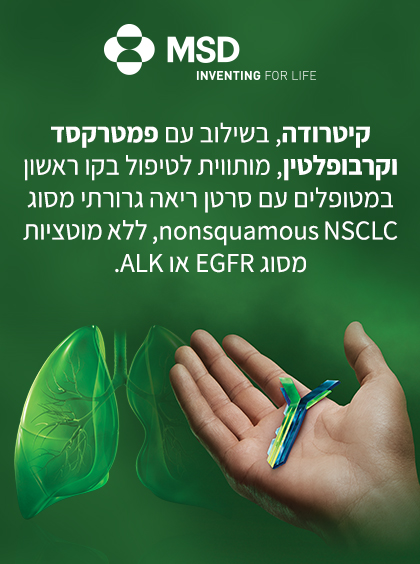 MSD
INVENTING FOR LIFE
קיטרודה, בשילוב עם פמטרקסד
וקרבופלטין, מותווית לטיפול בקו ראשון
במטופלים עם סרטן ריאה גרורתי מסוג
nonsquamous NSCLC, ללא מוטציות
מסוג EGFR או ALK.